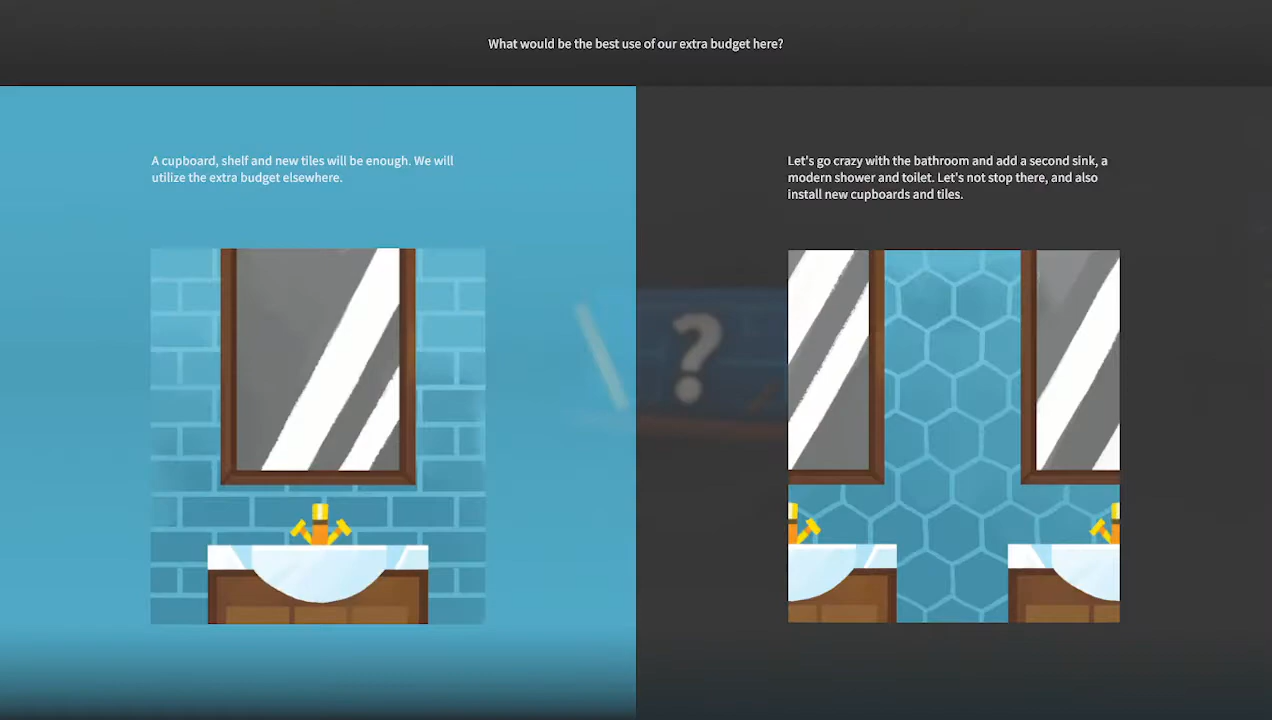 What would be the best use of our extra budget here?
A cupboard, shelf and new tiles will be enough. We will
utilize the extra budget elsewhere.
Let's go crazy with the bathroom and add a second sink, a
modern shower and toilet. Let's not stop there, and also
install new cupboards and tiles.
?